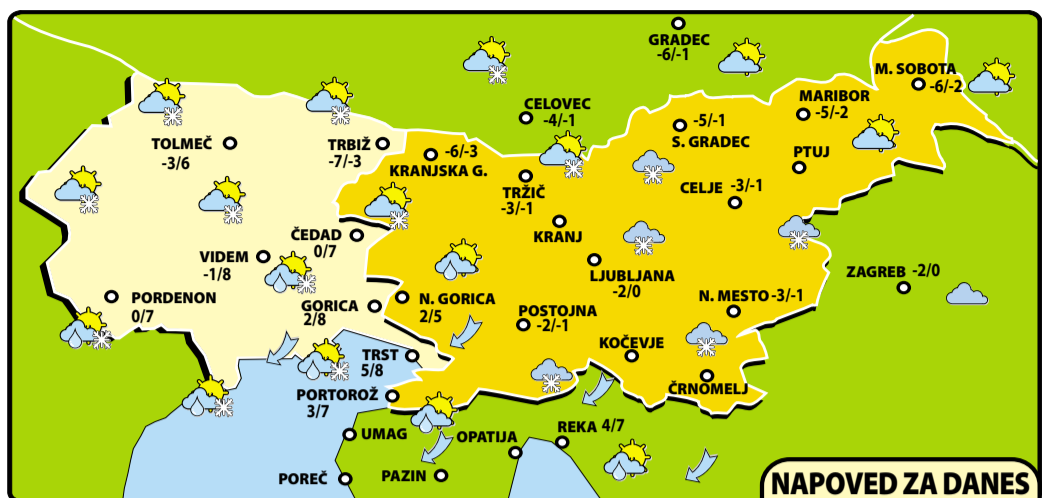 GRADEC
-6/-1
M. SOBOTA
-6/-2
MARIBOR
-5/-2
CELOVEC
-4/-1
-5/-1
S. GRADEC
TOLMEČ
-3/6
TRBIŽ
-7/-3
-6/-3
KRANJSKA G.
PTUJ
TRŽIČ
-3/-1
CELJE -3/-1
KRANJ
ČEDAD
0/7
VIDEM
-1/8
LJUBLJANA
-2/0
ZAGREB -2/0
PORDENON
0/7
GORICA
2/8
N. GORICA
2/5
N. MESTO -3/-1
POSTOJNA
-2/-1
KOČEVJE
TRST
5/8
ČRNOMELJ
PORTOROŽ
3/7
UMAG
OPATIJA
REKA 4/7
POREČ
PAZIN
NAPOVED ZA DANES